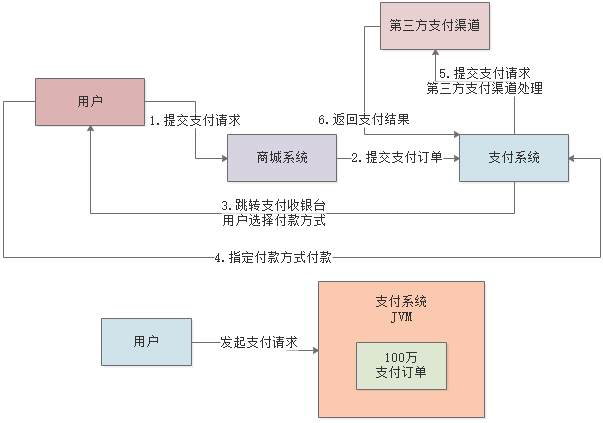 第三方支付渠道
5.提交支付请求
第三方支付渠道处理
用户
1.提交支付请求
6.返回支付结果
商城系统
2.提交支付订单
支付系统
3.跳转支付收银台
用户选择付款方式
4.指定付款方式付款
支付系统
JVM
用户
发起支付请求
100万
支付订单